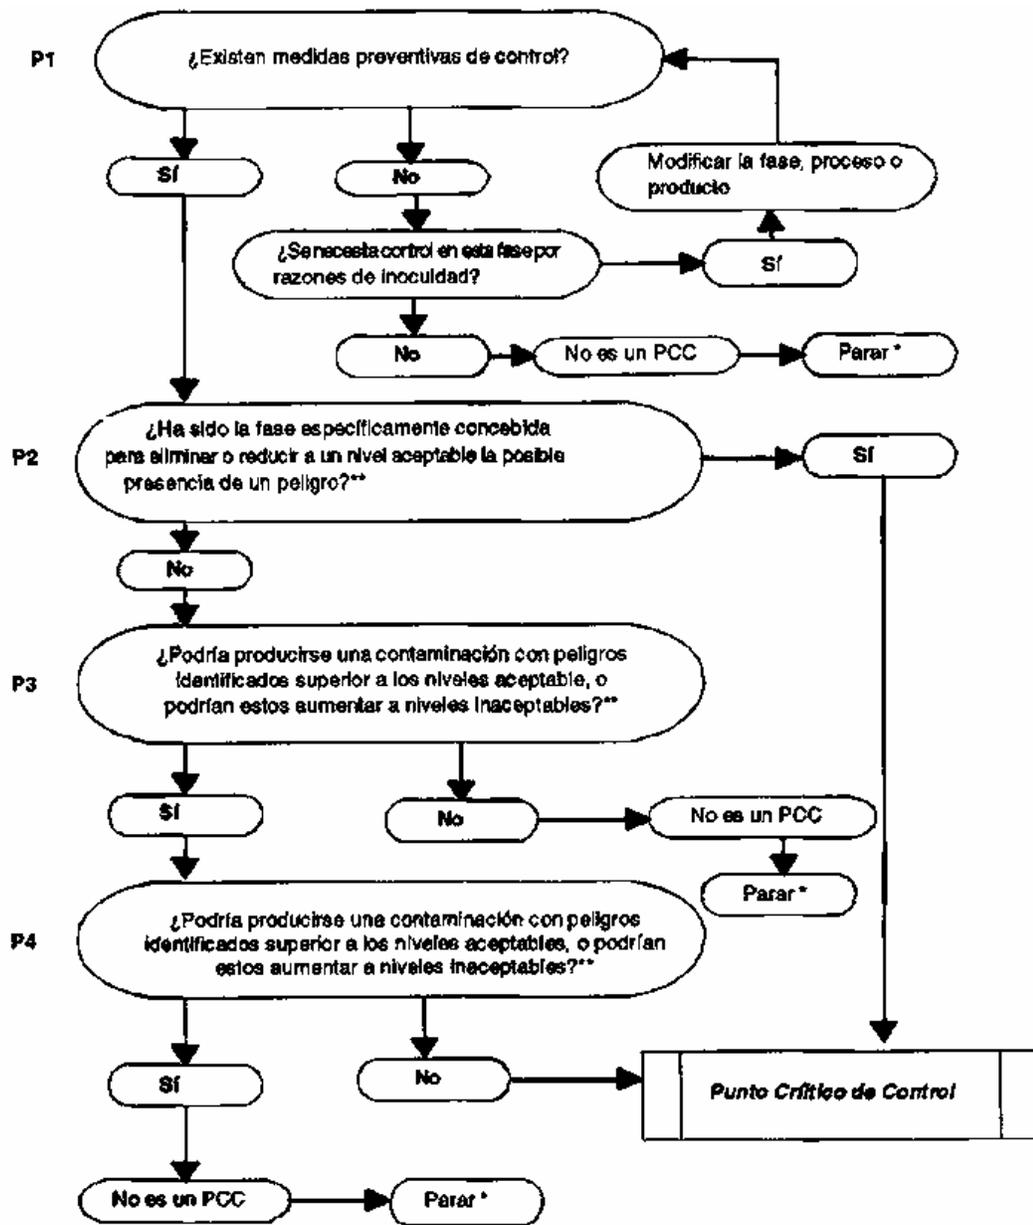 P1
¿Existen medidas preventivas de control?
Sí
No
Modificar la fase, proceso o
producto
¿Se necesita control en esta fase por
razones de inocuidad?
Sí
No
No es un PCC
Parar *
P2
¿Ha sido la fase específicamente concebida
para eliminar o reducir a un nivel aceptable la posible
presencia de un peligro?**
Sí
No
P3
¿Podría producirse una contaminación con peligros
identificados superior a los niveles aceptable, o
podrían estos aumentar a niveles inaceptables?**
Sí
No
No es un PCC
Parar *
P4
¿Podría producirse una contaminación con peligros
identificados superior a los niveles aceptables, o podrían
estos aumentar a niveles inaceptables?**
Sí
No
Punto Crítico de Control
No es un PCC
Parar *